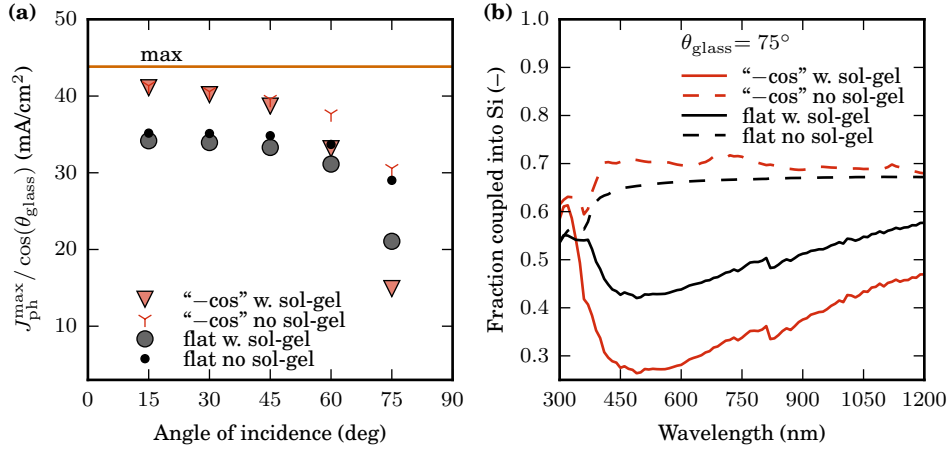 (a)
50
40
30
20
10
0
15
30
45
60
75
90
J_ph^max / cos(θ_glass) (mA/cm²)
Angle of incidence (deg)
max
“−cos” w. sol-gel
“−cos” no sol-gel
flat w. sol-gel
flat no sol-gel
(b)
1.0
0.9
0.8
0.7
0.6
0.5
0.4
0.3
300
450
600
750
900
1050
1200
Fraction coupled into Si (−)
Wavelength (nm)
θ_glass = 75°
“−cos” w. sol-gel
“−cos” no sol-gel
flat w. sol-gel
flat no sol-gel